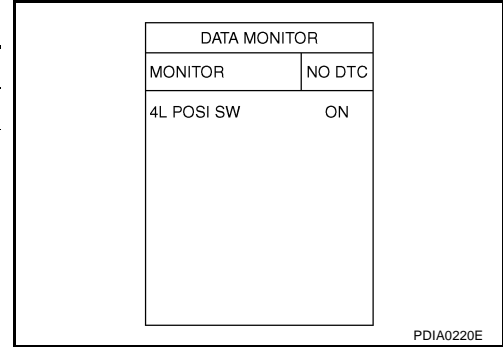 DATA MONITOR
MONITOR NO DTC
4L POSI SW ON
PDIA0220E